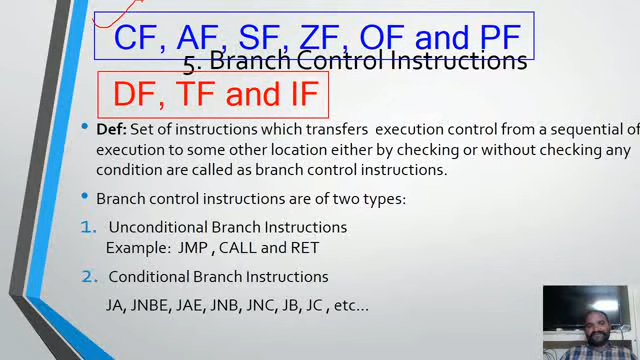 CF, AF, SF, ZF, OF and PF
5. Branch Control Instructions
DF, TF and IF
• Def: Set of instructions which transfers execution control from a sequential of
execution to some other location either by checking or without checking any
condition are called as branch control instructions.
• Branch control instructions are of two types:
1. Unconditional Branch Instructions
Example: JMP , CALL and RET
2. Conditional Branch Instructions
JA, JNBE, JAE, JNB, JNC, JB, JC , etc...